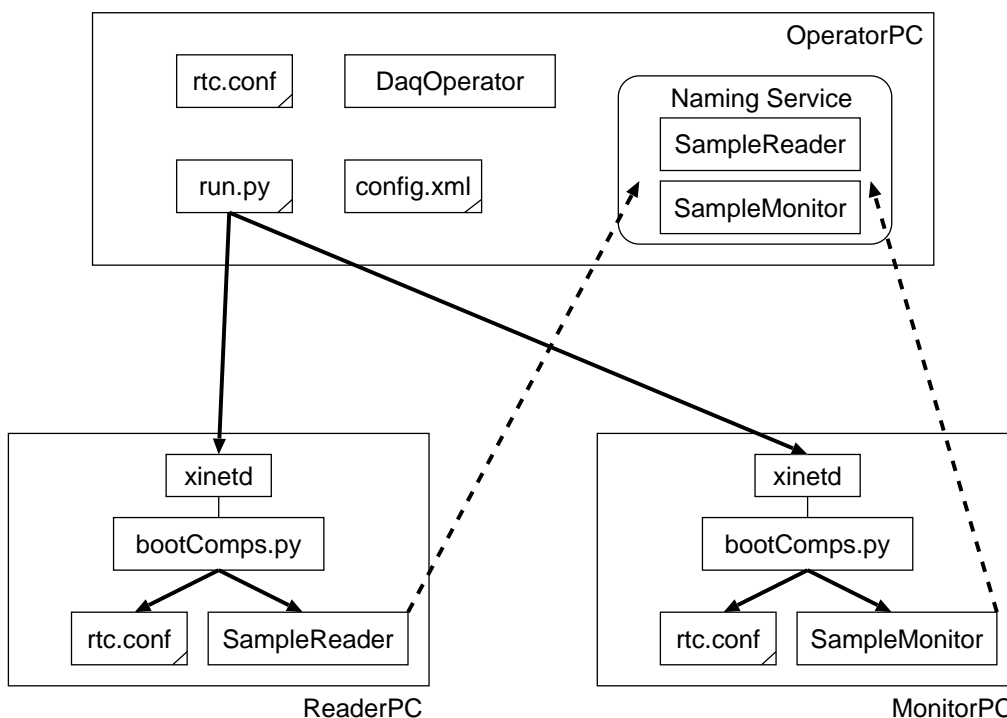 OperatorPC
rtc.conf
DaqOperator
Naming Service
SampleReader
run.py
config.xml
SampleMonitor
xinetd
bootComps.py
rtc.conf
SampleReader
ReaderPC
xinetd
bootComps.py
rtc.conf
SampleMonitor
MonitorPC